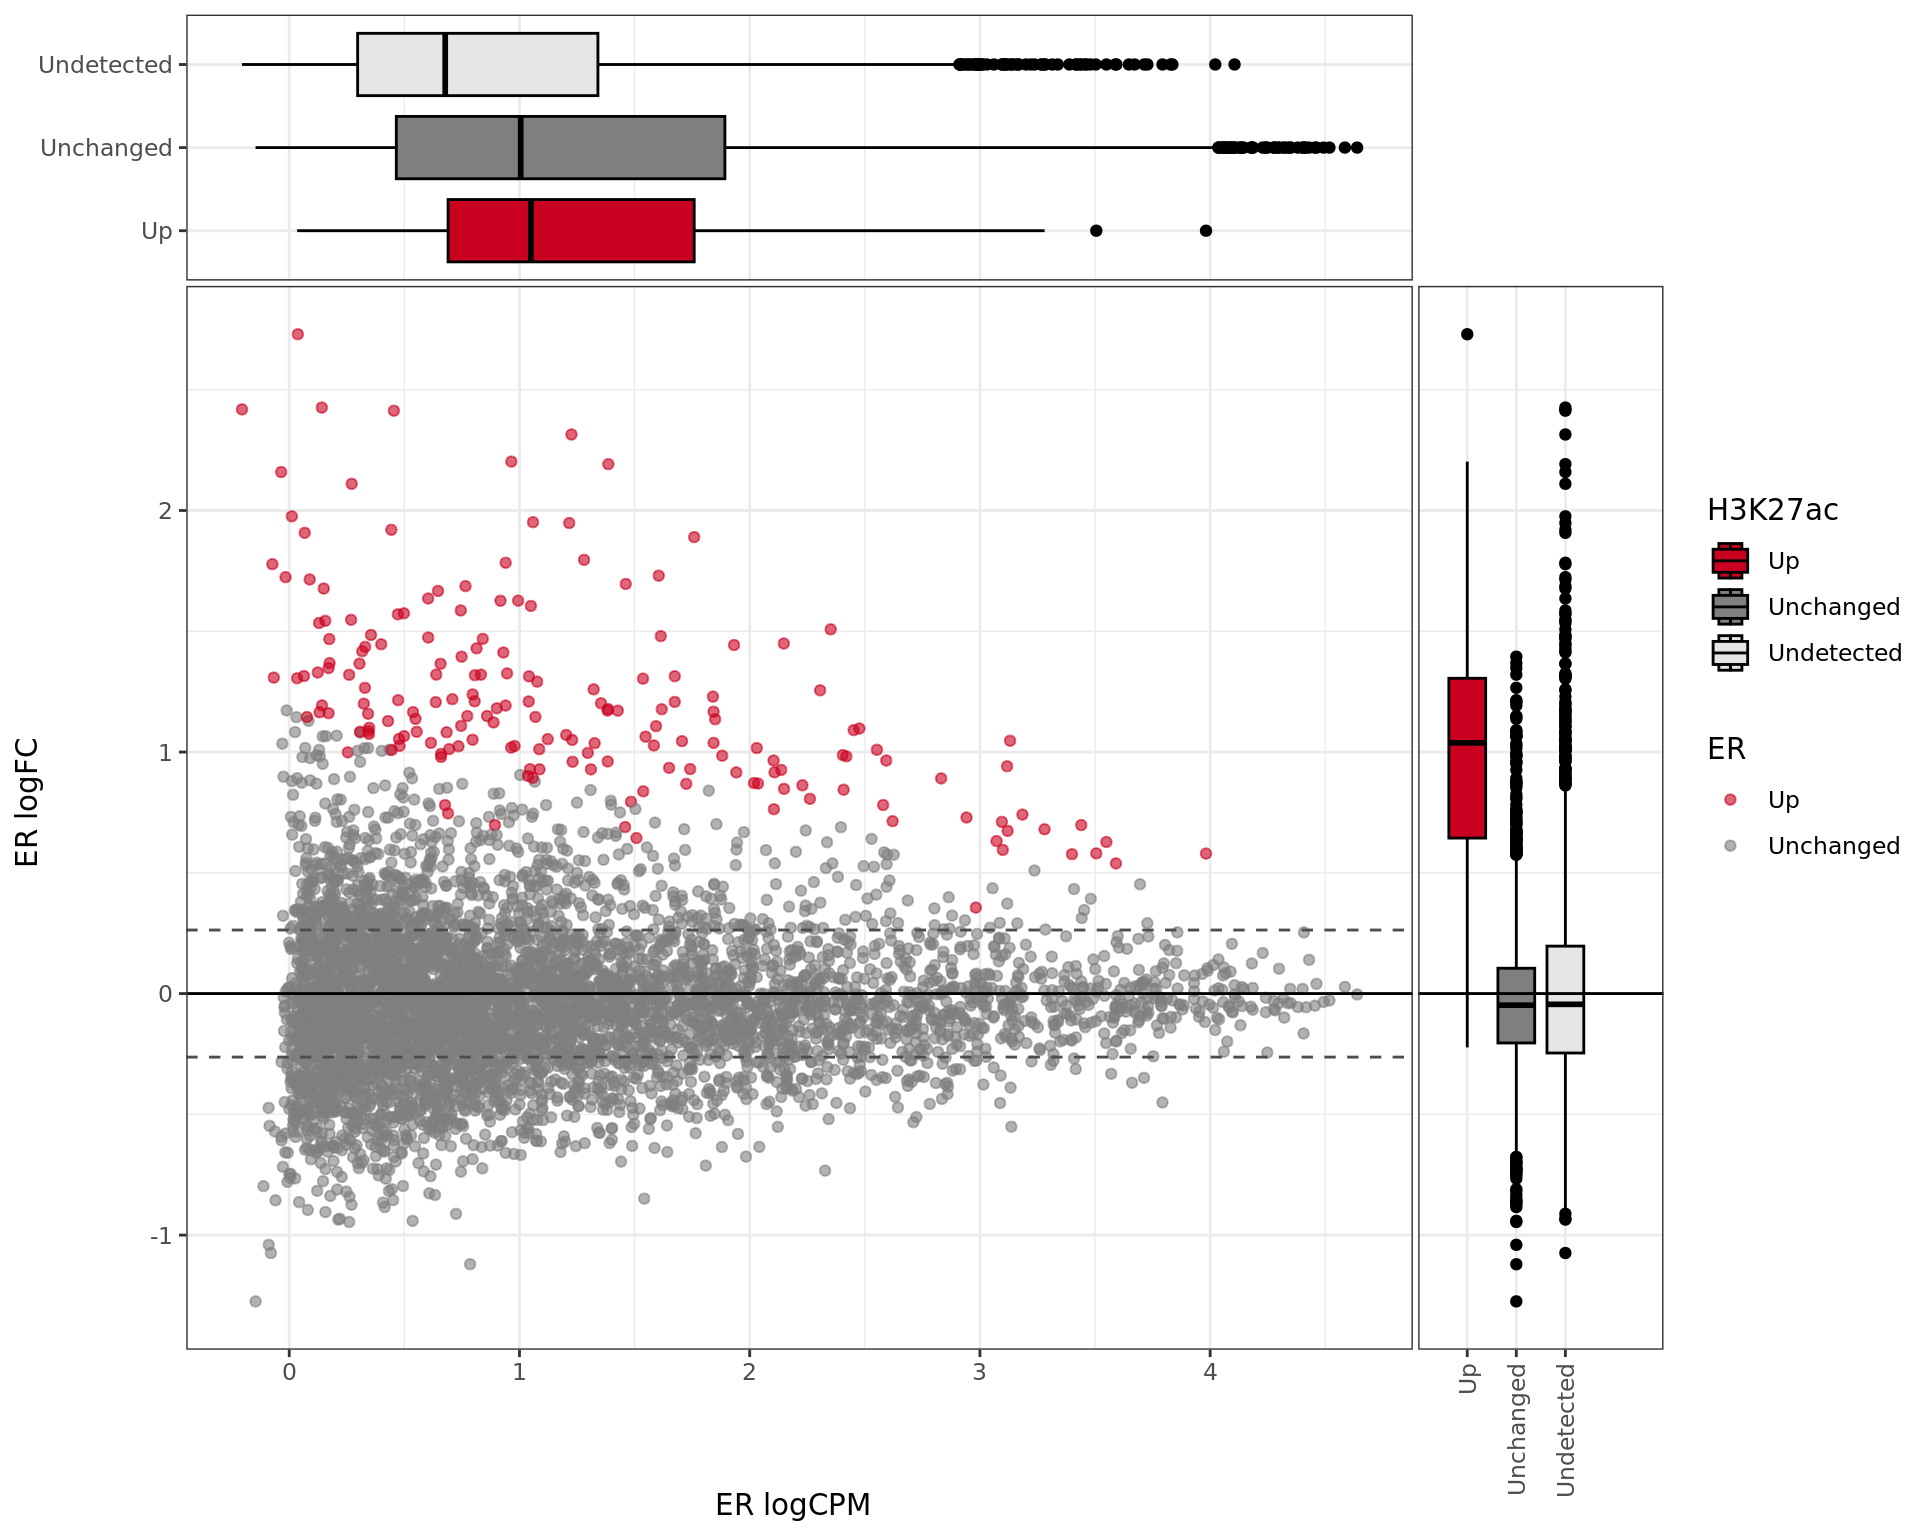 Undetected
Unchanged
Up
ER logFC
2
1
0
-1
0
1
2
3
4
ER logCPM
Up
Unchanged
Undetected
H3K27ac
Up
Unchanged
Undetected
ER
Up
Unchanged